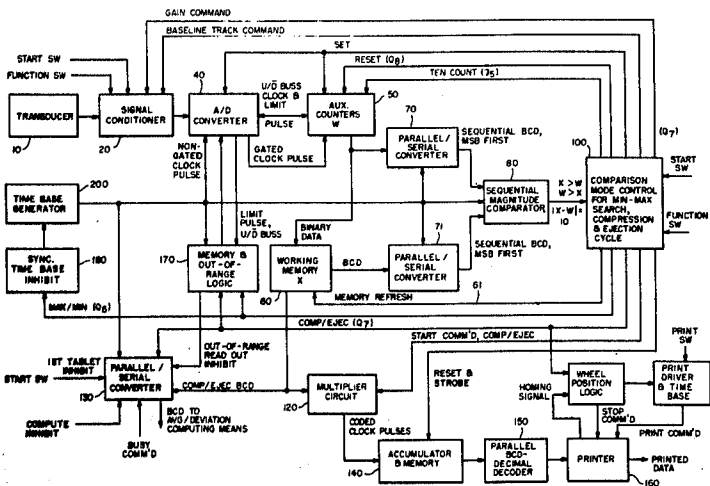 GAIN COMMAND
BASELINE TRACK COMMAND
START SW
SET
FUNCTION SW
RESET (Q8)
TEN COUNT (J5)
40
U/D̅ BUSS
CLOCK &
LIMIT
PULSE
50
TRANSDUCER
10
SIGNAL
CONDITIONER
20
A/D
CONVERTER
AUX.
COUNTERS
W
70
PARALLEL/
SERIAL
CONVERTER
SEQUENTIAL BCD,
MSB FIRST
(Q7)
100
START
SW
NON-
GATED
CLOCK
PULSE
GATED
CLOCK PULSE
80
SEQUENTIAL
MAGNITUDE
COMPARATOR
X > W
W > X
|X-W| X
10
COMPARISON
MODE CONTROL
FOR MIN-MAX
SEARCH,
COMPRESSION
& EJECTION
CYCLE
FUNCTION
SW
200
TIME BASE
GENERATOR
LIMIT
PULSE,
U/D̅ BUSS
BINARY
DATA
71
PARALLEL/
SERIAL
CONVERTER
SEQUENTIAL BCD,
MSB FIRST
SYNC.
TIME BASE
INHIBIT
180
170
MEMORY &
OUT-OF-
RANGE
LOGIC
WORKING
MEMORY
X
60
BCD
MEMORY REFRESH
61
MAX/MIN (Q6)
COMP/EJEC (Q7)
START COMM'D, COMP/EJEC
PRINT
SW
OUT-OF-RANGE
READ OUT
INHIBIT
1ST TABLET
INHIBIT
START SW
PARALLEL/
SERIAL
CONVERTER
130
COMP/EJEC BCD
MULTIPLIER
CIRCUIT
120
RESET &
STROBE
HOMING
SIGNAL
WHEEL
POSITION
LOGIC
PRINT DRIVER
& TIME
BASE
COMPUTE
INHIBIT
BUSY
COMM'D
BCD TO
AVG/DEVIATION
COMPUTING MEANS
CODED
CLOCK PULSES
STOP
COMM'D
PRINT COMM'D
ACCUMULATOR
& MEMORY
140
150
PARALLEL
BCD-
DECIMAL
DECODER
PRINTER
160
PRINTED
DATA